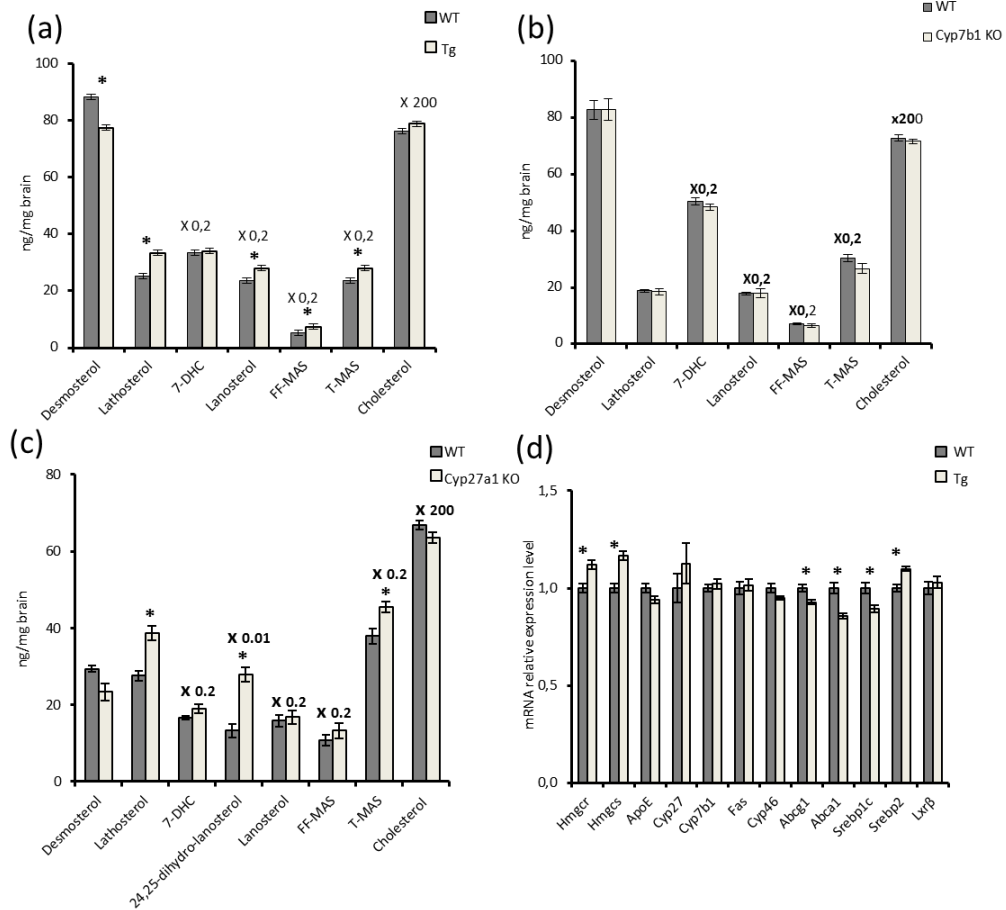 (a)
WT
Tg
100
80
60
40
20
0
ng/mg brain
*
*
X 0,2
X 0,2
*
X 0,2
*
X 0,2
*
X 200
Desmosterol
Lathosterol
7-DHC
Lanosterol
FF-MAS
T-MAS
Cholesterol
(b)
WT
Cyp7b1 KO
100
80
60
40
20
0
ng/mg brain
X0,2
X0,2
X0,2
X0,2
x200
Desmosterol
Lathosterol
7-DHC
Lanosterol
FF-MAS
T-MAS
Cholesterol
(c)
WT
Cyp27a1 KO
80
60
40
20
0
ng/mg brain
*
X 0.2
X 0.01
*
X 0.2
X 0.2
X 0.2
*
X 200
Desmosterol
Lathosterol
7-DHC
24,25-dihydro-lanosterol
Lanosterol
FF-MAS
T-MAS
Cholesterol
(d)
WT
Tg
1,5
1,0
0,5
0,0
mRNA relative expression level
*
*
*
*
*
*
Hmgcr
Hmgcs
ApoE
Cyp27
Cyp7b1
Fas
Cyp46
Abcg1
Abca1
Srebp1c
Srebp2
Lxrβ